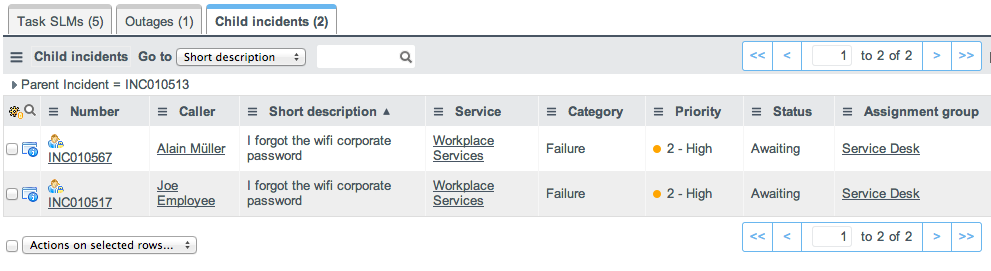 Task SLMs (5) Outages (1) Child incidents (2)
Child incidents Go to Short description << < 1 to 2 of 2 > >>
Parent Incident = INC010513
Number Caller Short description Service Category Priority Status Assignment group
INC010567 Alain Müller I forgot the wifi corporate password Workplace Services Failure 2 - High Awaiting Service Desk
INC010517 Joe Employee I forgot the wifi corporate password Workplace Services Failure 2 - High Awaiting Service Desk
Actions on selected rows... << < 1 to 2 of 2 > >>